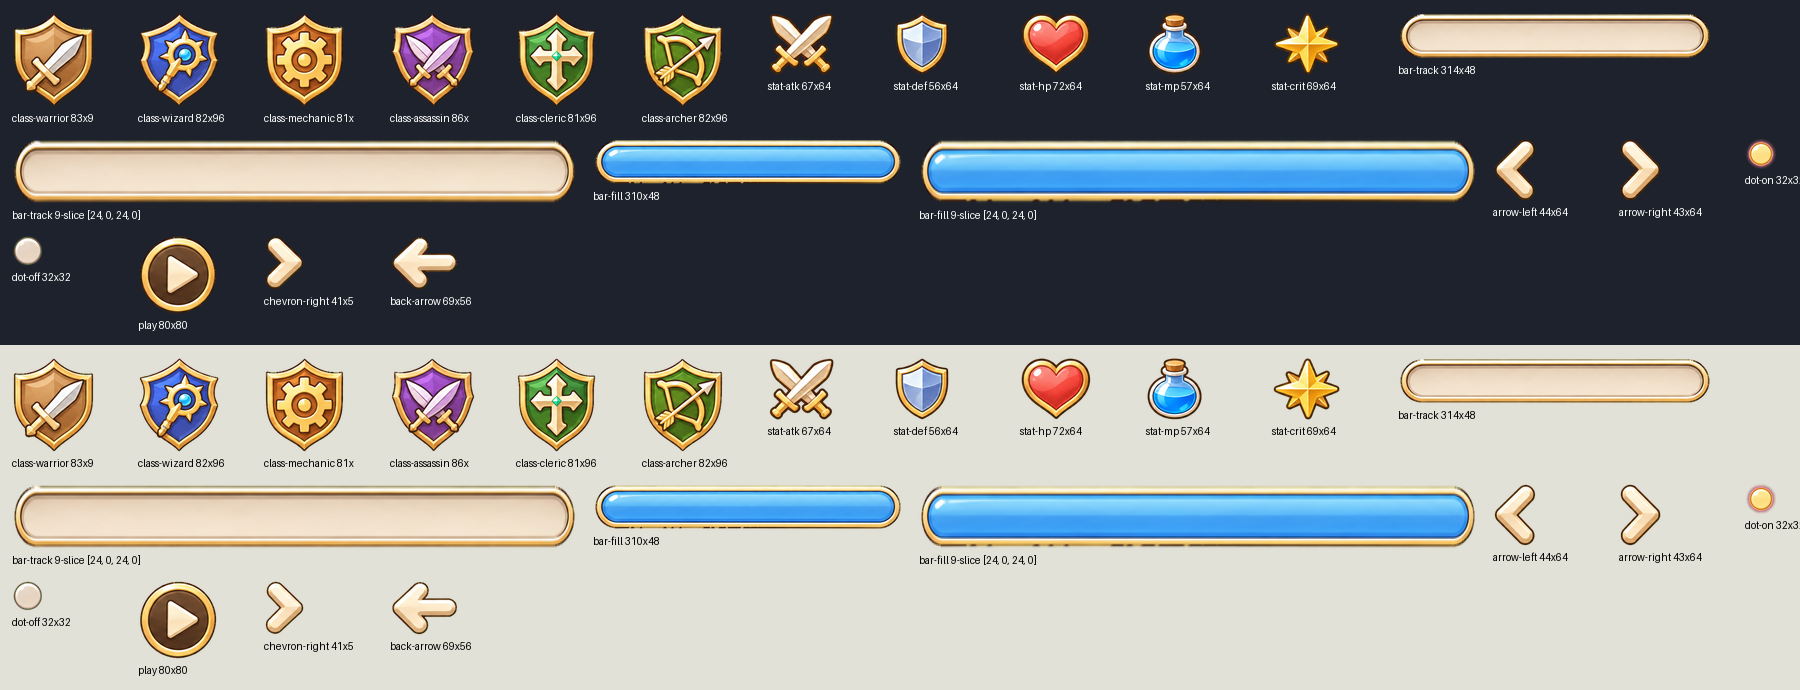 class-warrior 83x9
class-wizard 82x96
class-mechanic 81x
class-assassin 86x
class-cleric 81x96
class-archer 82x96
stat-atk 67x64
stat-def 56x64
stat-hp 72x64
stat-mp 57x64
stat-crit 69x64
bar-track 314x48
bar-track 9-slice [24, 0, 24, 0]
bar-fill 310x48
bar-fill 9-slice [24, 0, 24, 0]
arrow-left 44x64
arrow-right 43x64
dot-on 32x3
dot-off 32x32
play 80x80
chevron-right 41x5
back-arrow 69x56
class-warrior 83x9
class-wizard 82x96
class-mechanic 81x
class-assassin 86x
class-cleric 81x96
class-archer 82x96
stat-atk 67x64
stat-def 56x64
stat-hp 72x64
stat-mp 57x64
stat-crit 69x64
bar-track 314x48
bar-track 9-slice [24, 0, 24, 0]
bar-fill 310x48
bar-fill 9-slice [24, 0, 24, 0]
arrow-left 44x64
arrow-right 43x64
dot-on 32x3
dot-off 32x32
play 80x80
chevron-right 41x5
back-arrow 69x56